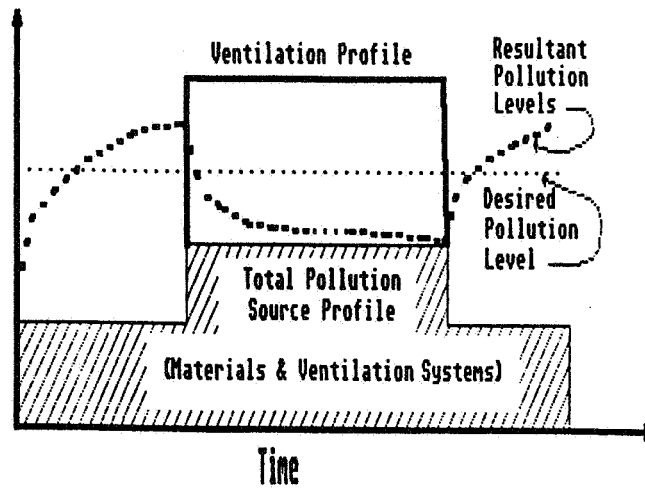 Ventilation Profile
Resultant
Pollution
Levels
Desired
Pollution
Level
Total Pollution
Source Profile
(Materials & Ventilation Systems)
Time